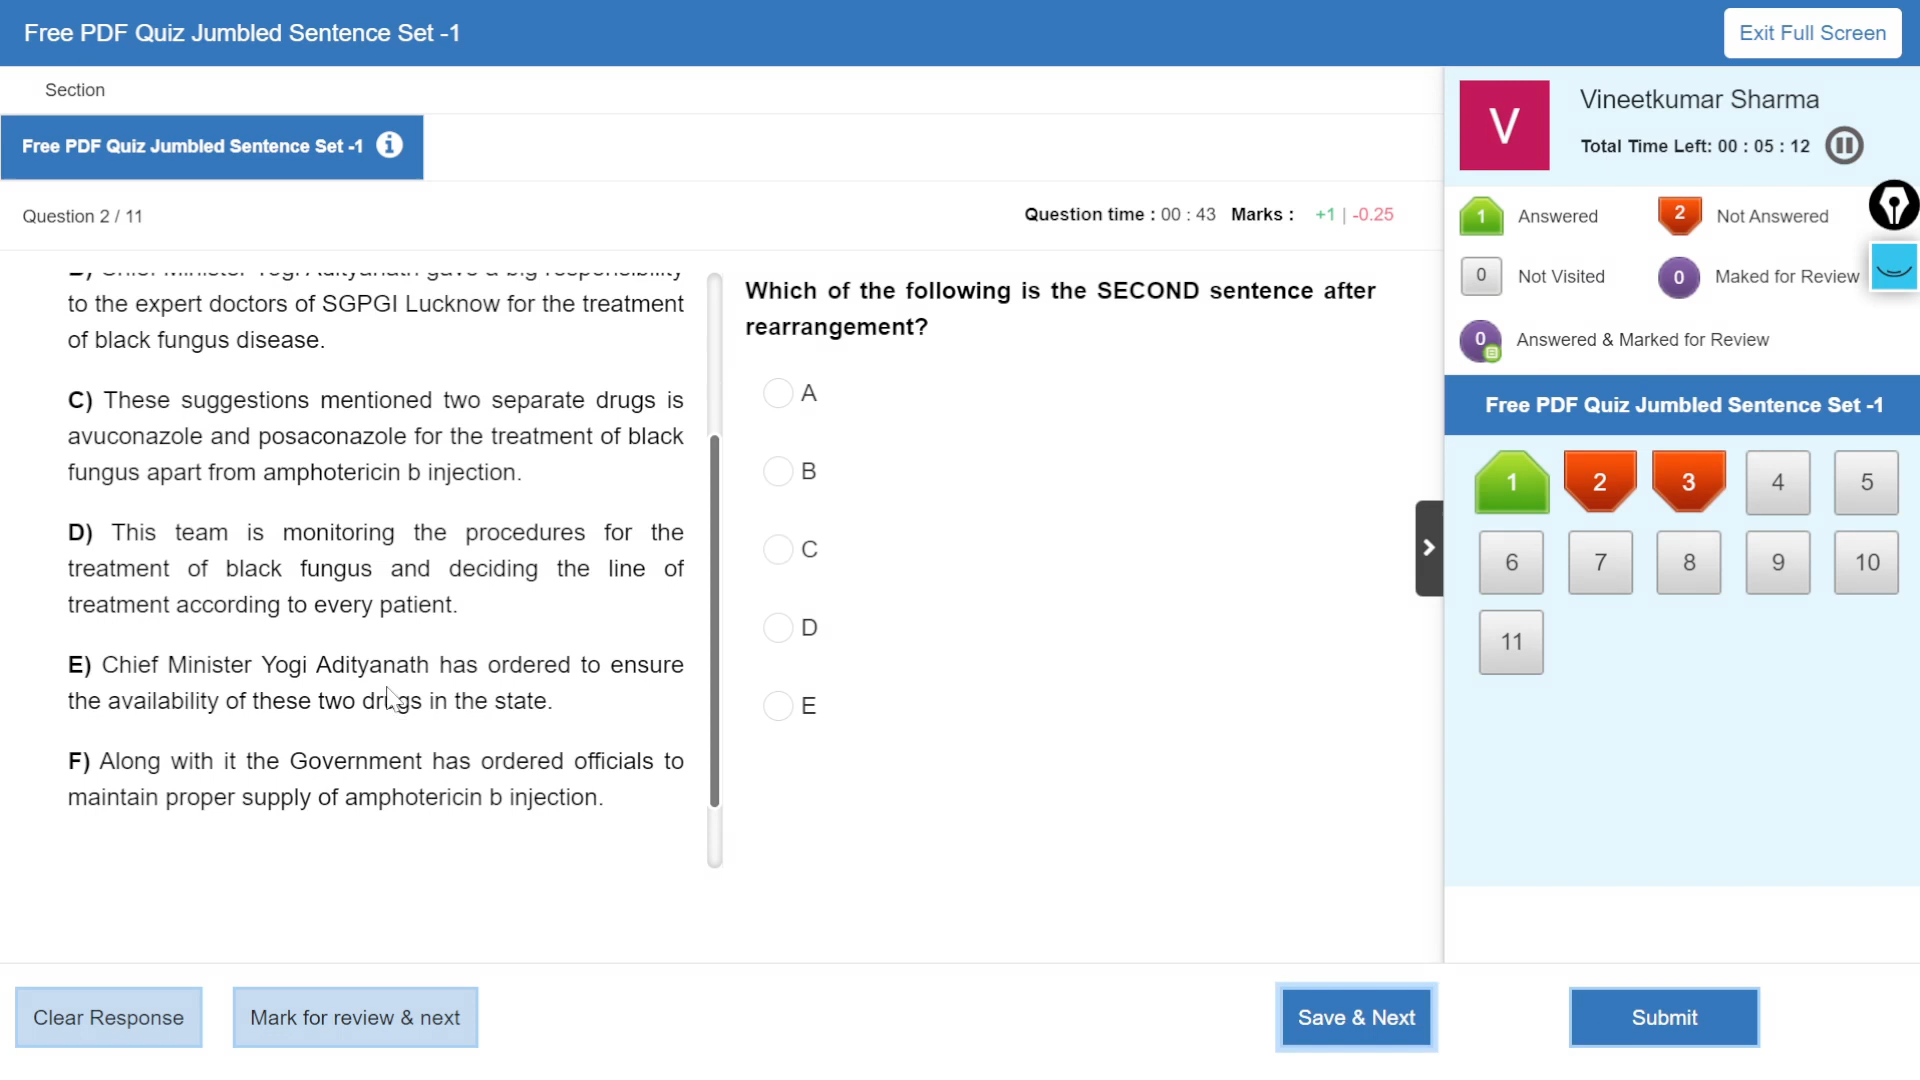 Free PDF Quiz Jumbled Sentence Set -1
Exit Full Screen
Section
Free PDF Quiz Jumbled Sentence Set -1
Question 2 / 11
Question time : 00 : 43 Marks : +1 | -0.25
B) Chief Minister Yogi Adityanath gave a big responsibility
to the expert doctors of SGPGI Lucknow for the treatment
of black fungus disease.
C) These suggestions mentioned two separate drugs is
avuconazole and posaconazole for the treatment of black
fungus apart from amphotericin b injection.
D) This team is monitoring the procedures for the
treatment of black fungus and deciding the line of
treatment according to every patient.
E) Chief Minister Yogi Adityanath has ordered to ensure
the availability of these two drugs in the state.
F) Along with it the Government has ordered officials to
maintain proper supply of amphotericin b injection.
Which of the following is the SECOND sentence after
rearrangement?
A
B
C
D
E
V
Vineetkumar Sharma
Total Time Left: 00 : 05 : 12
1 Answered
2 Not Answered
0 Not Visited
0 Maked for Review
0 Answered & Marked for Review
Free PDF Quiz Jumbled Sentence Set -1
1 2 3 4 5
6 7 8 9 10
11
Clear Response
Mark for review & next
Save & Next
Submit